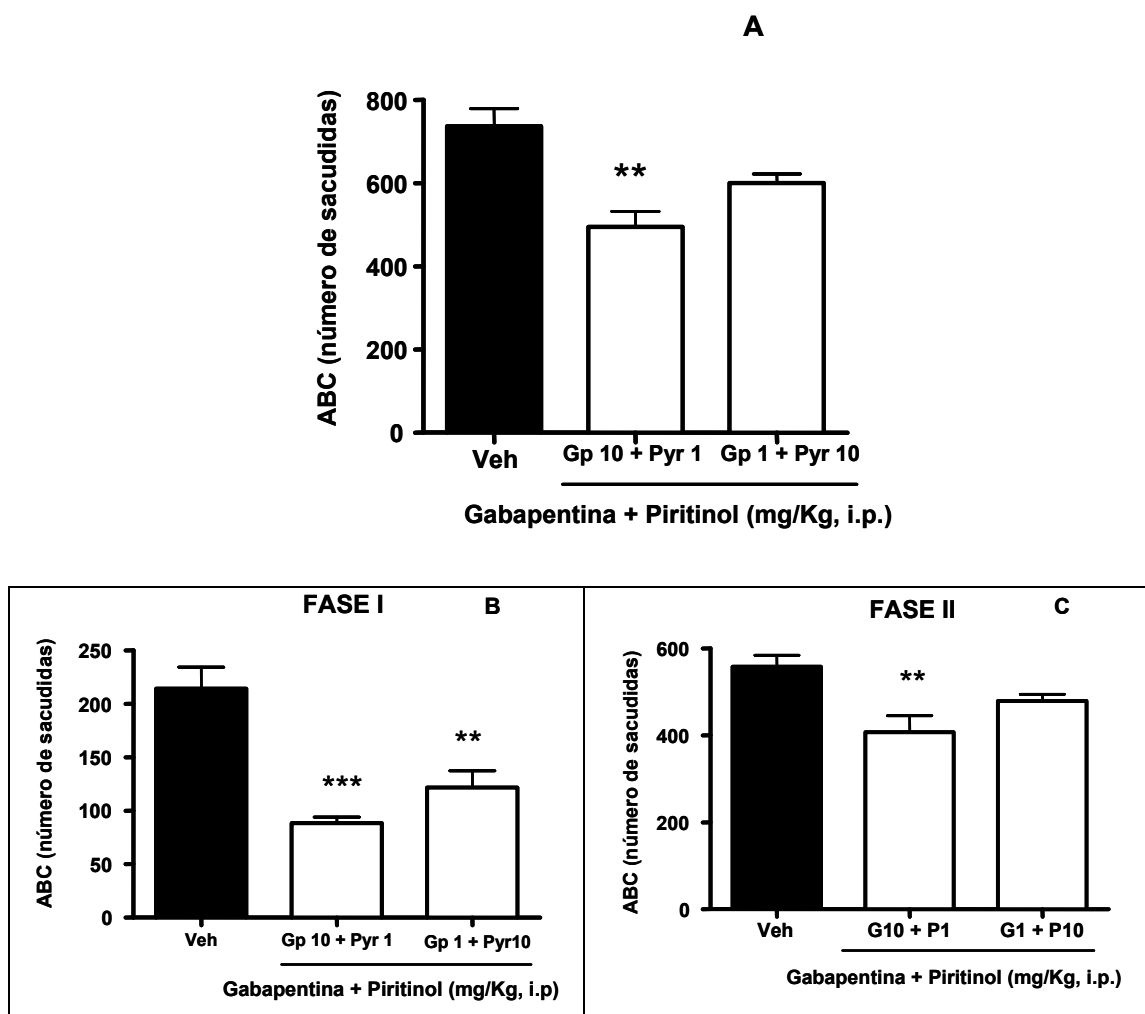 A
ABC (número de sacudidas)
800
600
400
200
0
**
Veh
Gp 10 + Pyr 1
Gp 1 + Pyr 10
Gabapentina + Piritinol (mg/Kg, i.p.)
FASE I
B
ABC (número de sacudidas)
250
200
150
100
50
0
***
**
Veh
Gp 10 + Pyr 1
Gp 1 + Pyr10
Gabapentina + Piritinol (mg/Kg, i.p)
FASE II
C
ABC (número de sacudidas)
600
400
200
0
**
Veh
G10 + P1
G1 + P10
Gabapentina + Piritinol (mg/Kg, i.p.)